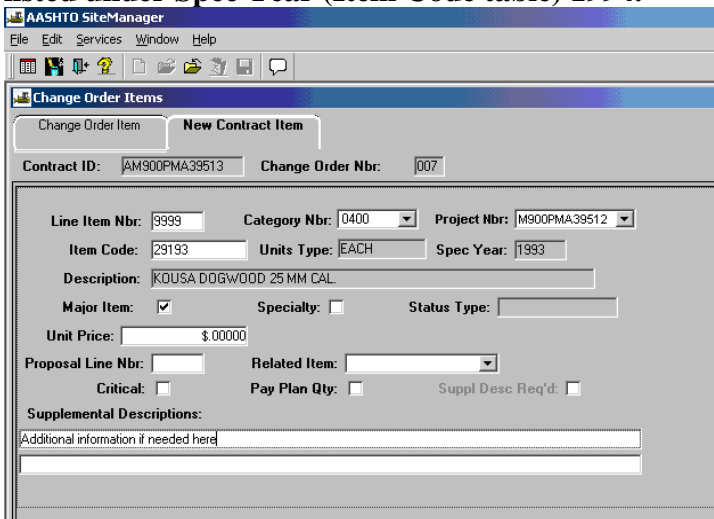 listed under Spec Year (Item Code table) 1994.
AASHTO SiteManager
File Edit Services Window Help
Change Order Items
Change Order Item New Contract Item
Contract ID: AM900PMA39513 Change Order Nbr: 007
Line Item Nbr: 9999 Category Nbr: 0400 Project Nbr: M900PMA39512
Item Code: 29193 Units Type: EACH Spec Year: 1993
Description: KOUSA DOGWOOD 25 MM CAL.
Major Item: Specialty: Status Type:
Unit Price: $.00000
Proposal Line Nbr: Related Item:
Critical: Pay Plan Qty: Suppl Desc Req'd:
Supplemental Descriptions:
Additional information if needed here